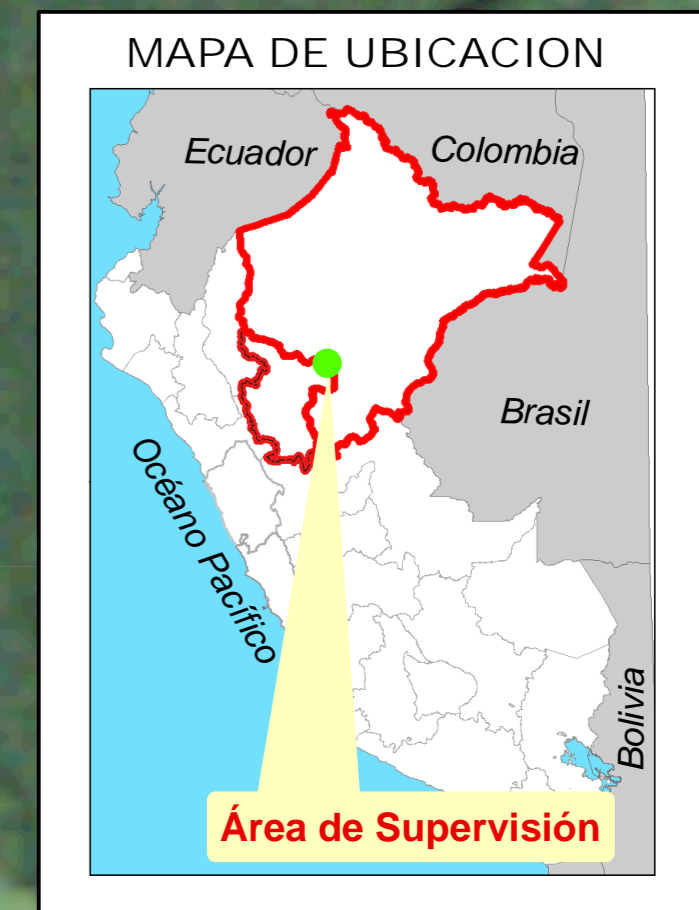 MAPA DE UBICACION
Ecuador
Colombia
Brasil
Océano Pacífico
Bolivia
Área de Supervisión